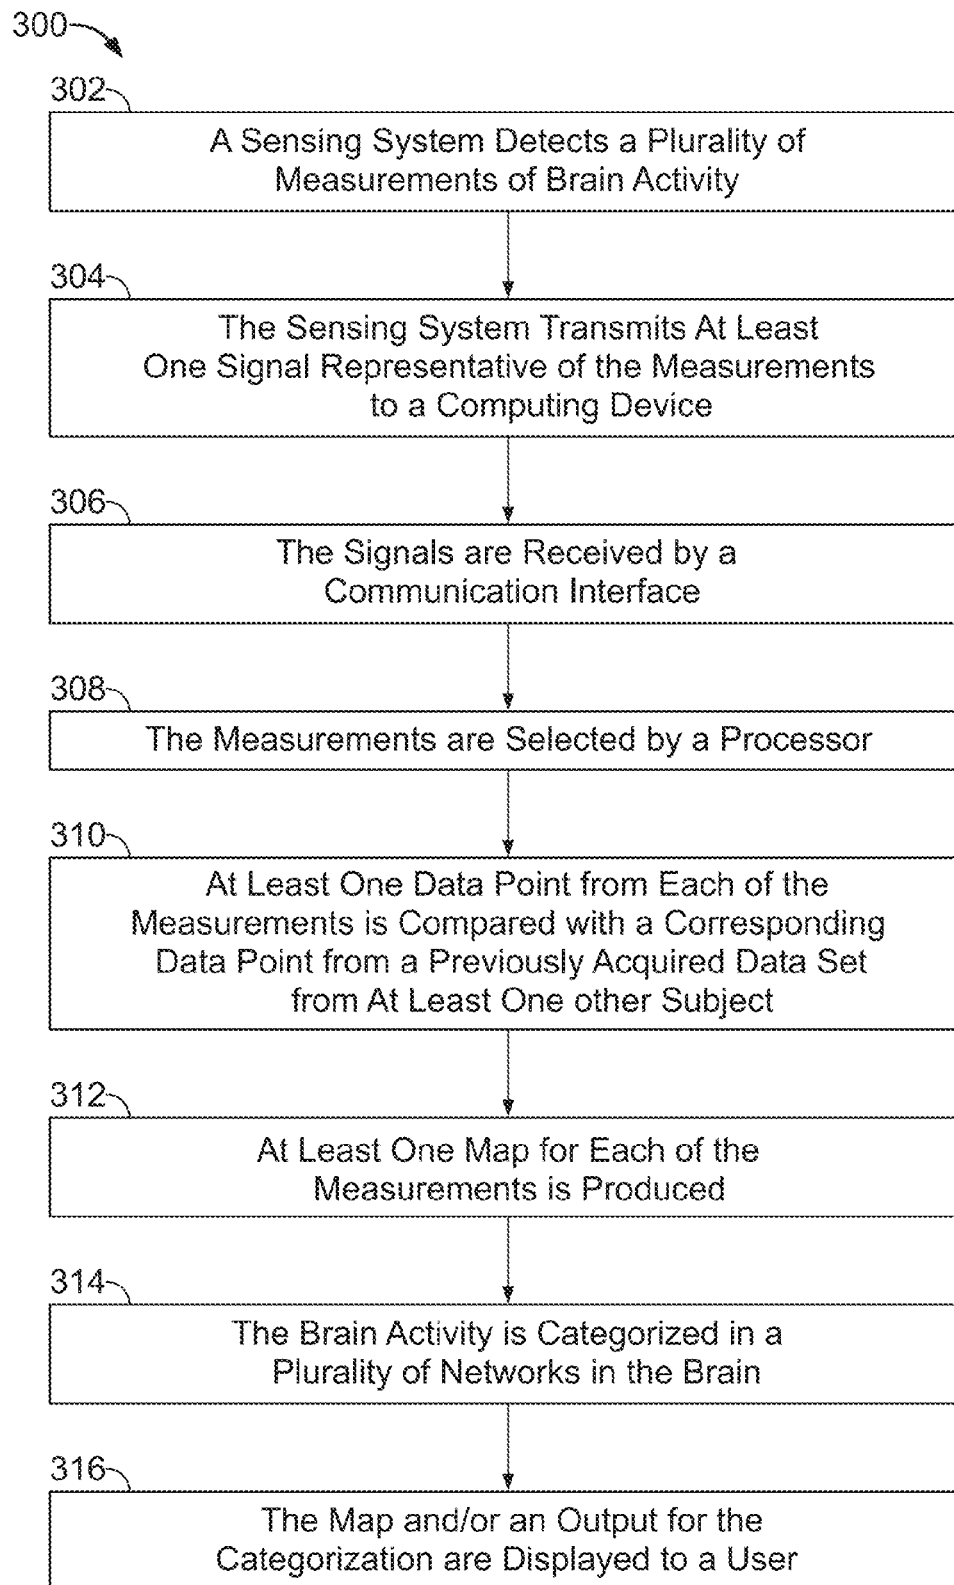 300
302
A Sensing System Detects a Plurality of
Measurements of Brain Activity
304
The Sensing System Transmits At Least
One Signal Representative of the Measurements
to a Computing Device
306
The Signals are Received by a
Communication Interface
308
The Measurements are Selected by a Processor
310
At Least One Data Point from Each of the
Measurements is Compared with a Corresponding
Data Point from a Previously Acquired Data Set
from At Least One other Subject
312
At Least One Map for Each of the
Measurements is Produced
314
The Brain Activity is Categorized in a
Plurality of Networks in the Brain
316
The Map and/or an Output for the
Categorization are Displayed to a User